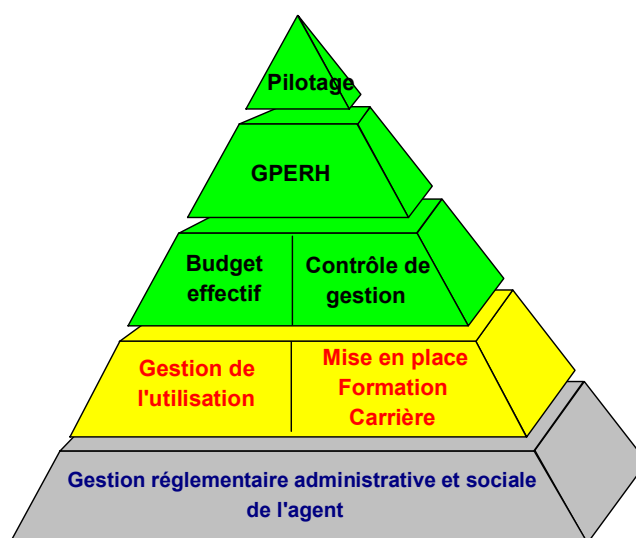 Pilotage
GPERH
Budget
effectif
Contrôle de
gestion
Gestion de
l'utilisation
Mise en place
Formation
Carrière
Gestion réglementaire administrative et sociale
de l'agent